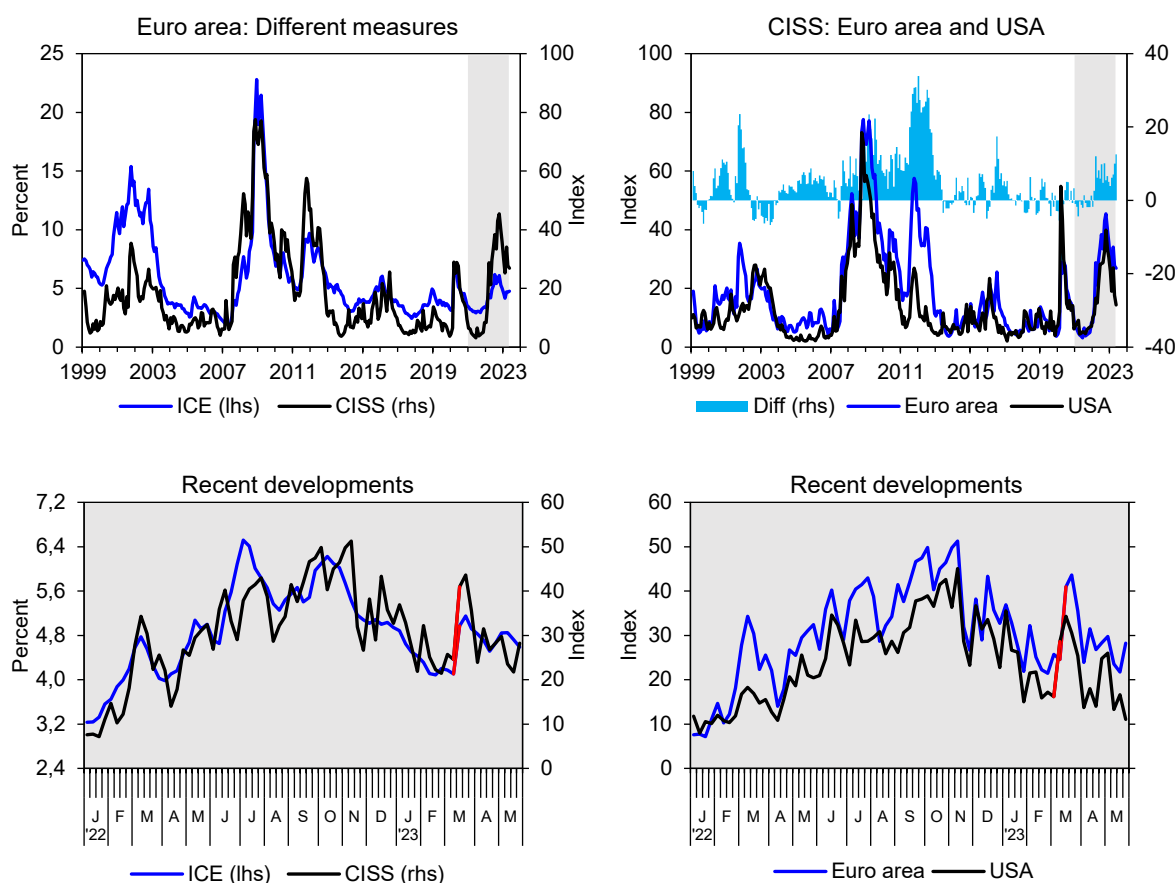 Euro area: Different measures
25 100
20 80
15 60
10 40
5 20
0 0
Percent
Index
1999 2003 2007 2011 2015 2019 2023
ICE (lhs) CISS (rhs)
CISS: Euro area and USA
100 40
80 20
60 0
40 -20
20
0 -40
Index
1999 2003 2007 2011 2015 2019 2023
Diff (rhs) Euro area USA
Recent developments
7,2 60
6,4 50
5,6 40
4,8 30
4,0 20
3,2 10
2,4 0
Percent
Index
J F M A M J J A S O N D J F M A M
'22 '23
ICE (lhs) CISS (rhs)
Recent developments
60
50
40
30
20
10
0
Index
J F M A M J J A S O N D J F M A M
'22 '23
Euro area USA